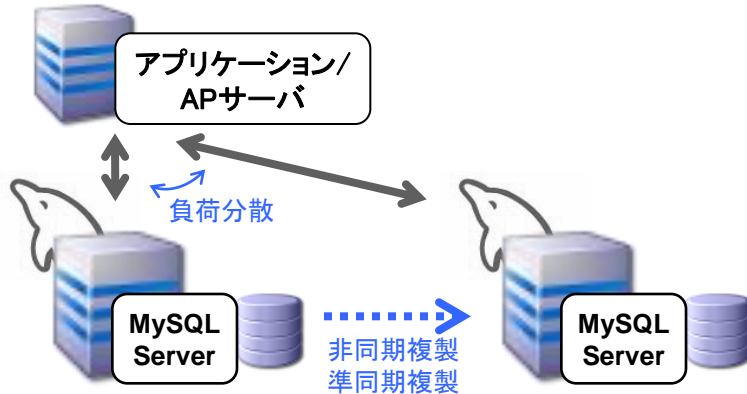 アプリケーション/
APサーバ
負荷分散
MySQL
Server
非同期複製
準同期複製
MySQL
Server